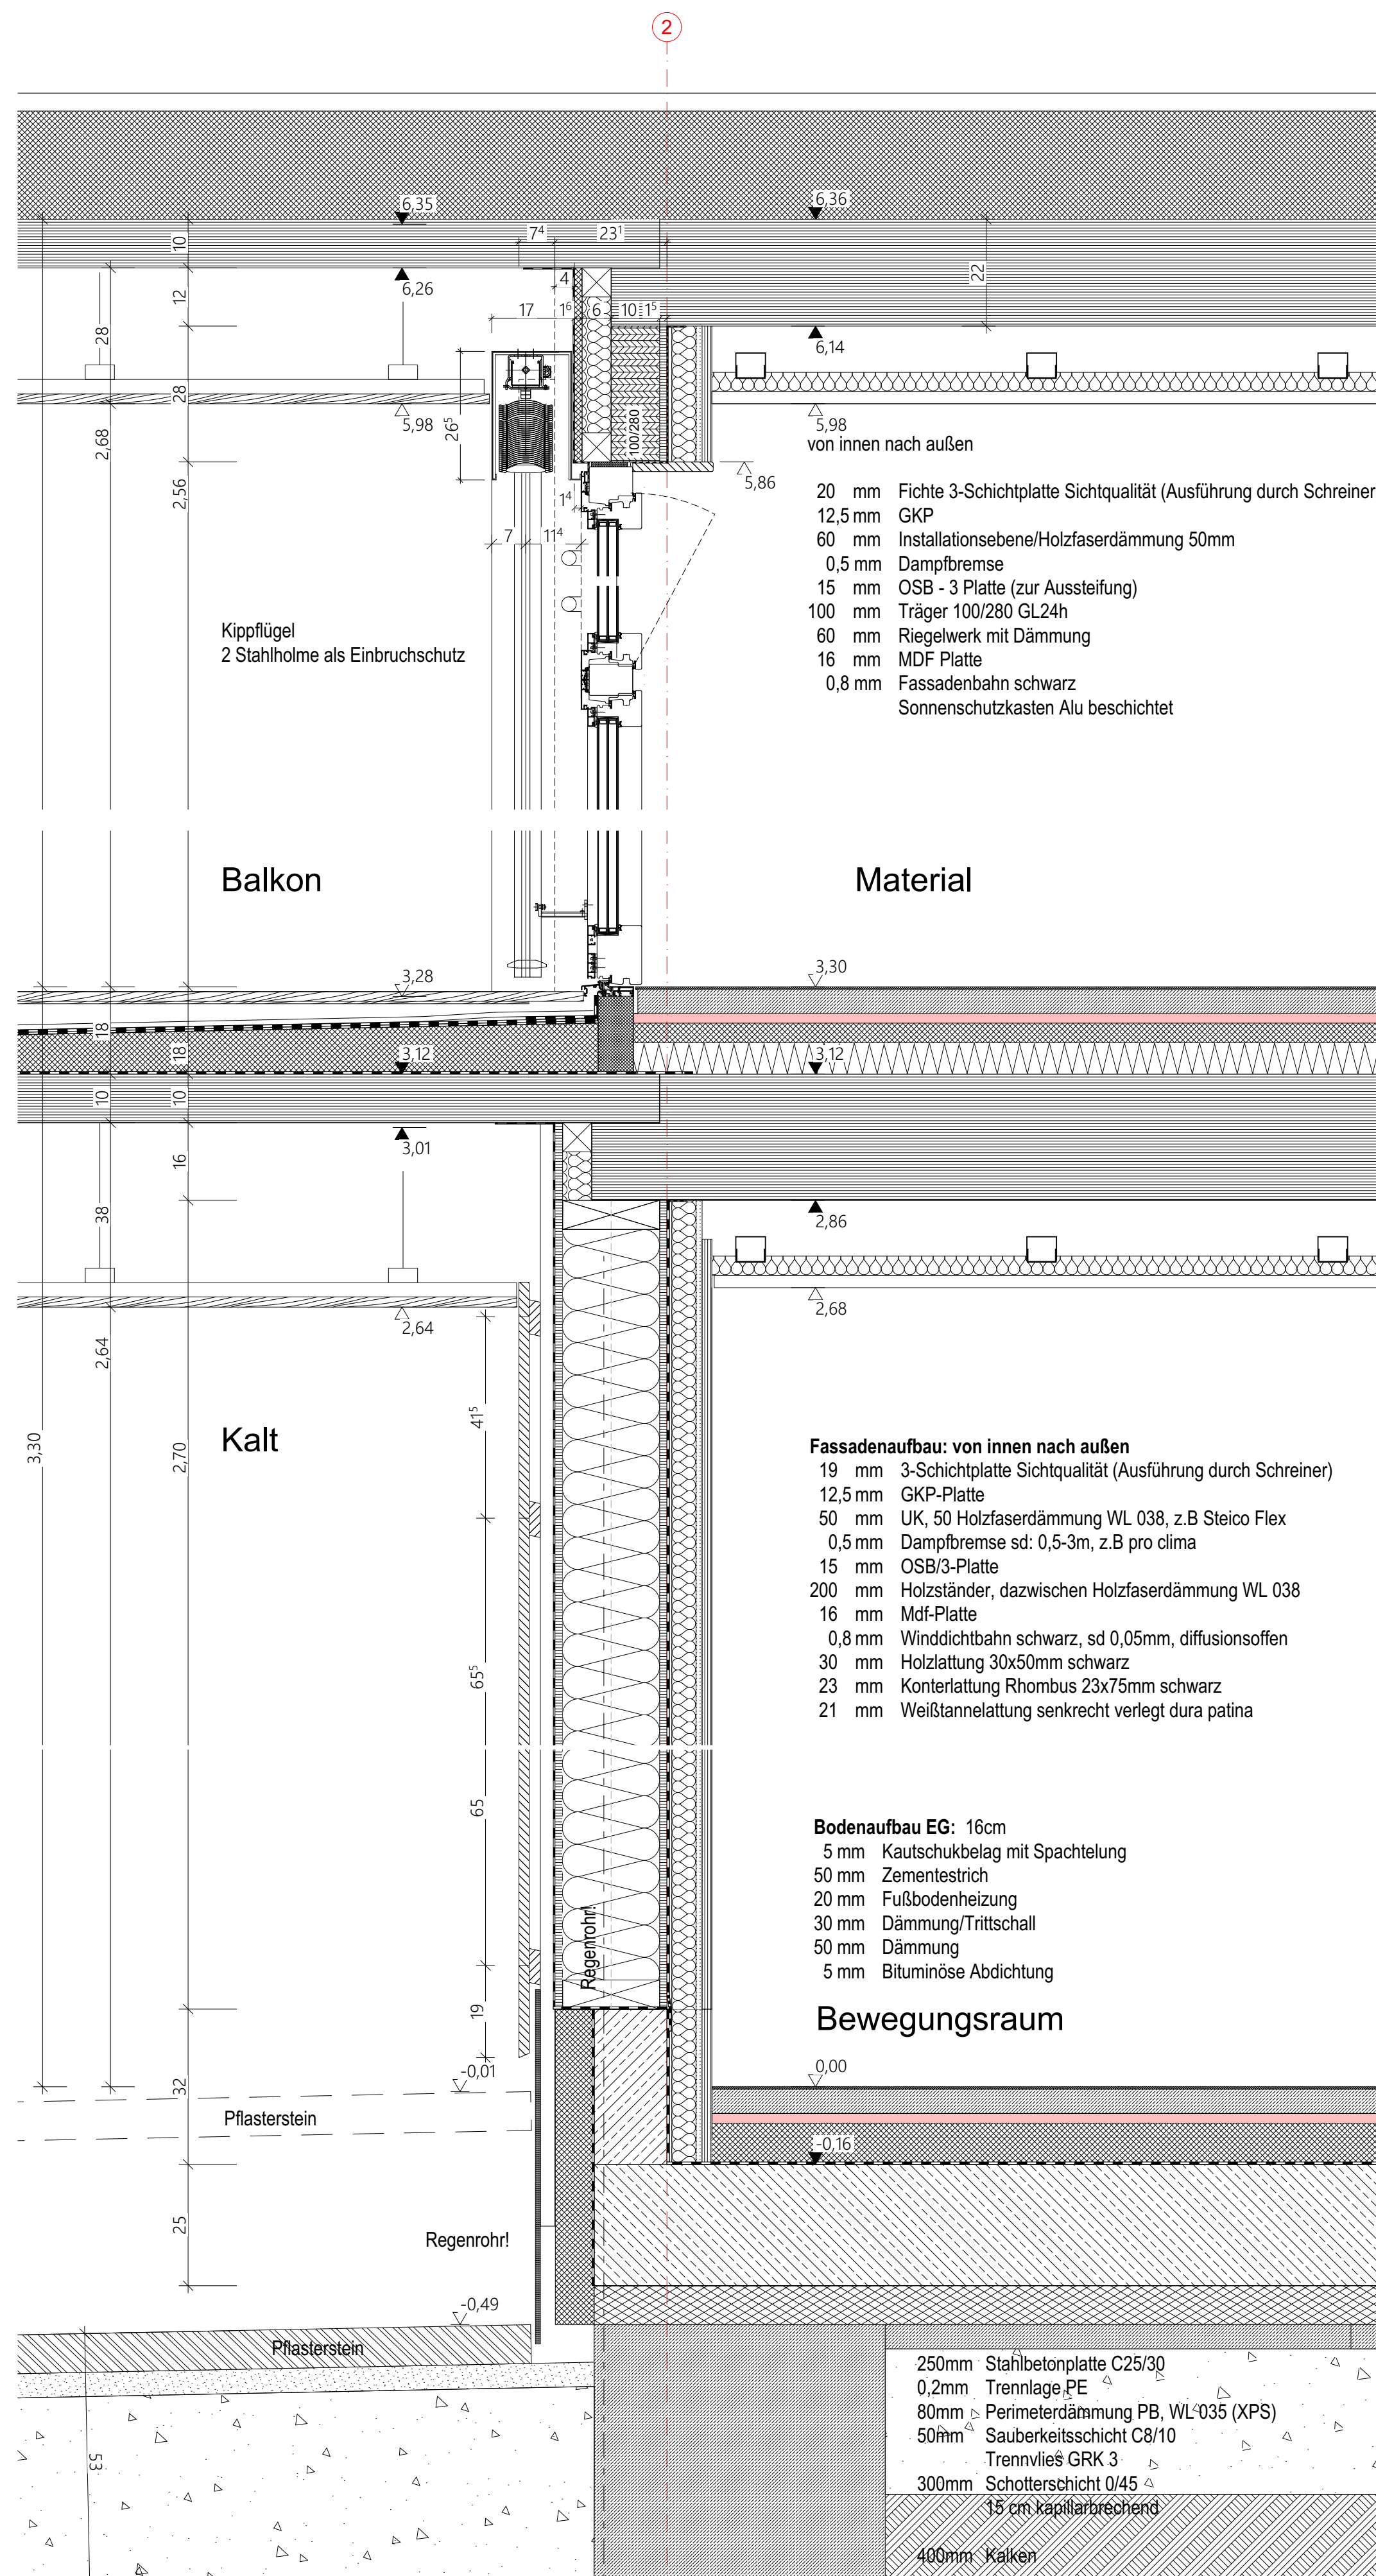 2
6,35
6,36
7⁴
23¹
10
4
22
6,26
12
17
1⁶
6
10
1⁵
28
6,14
28
100/280
5,98
26⁵
5,98
2,68
von innen nach außen
5,86
2,56
20 mm Fichte 3-Schichtplatte Sichtqualität (Ausführung durch Schreiner
1⁴
12,5 mm GKP
7
11⁴
60 mm Installationsebene/Holzfaserdämmung 50mm
0,5 mm Dampfbremse
15 mm OSB - 3 Platte (zur Aussteifung)
100 mm Träger 100/280 GL24h
60 mm Riegelwerk mit Dämmung
16 mm MDF Platte
0,8 mm Fassadenbahn schwarz
Sonnenschutzkasten Alu beschichtet
Kippflügel
2 Stahlholme als Einbruchschutz
Balkon
Material
3,28
3,30
18
18
3,12
3,12
10
10
3,01
16
38
2,86
2,64
2,68
2,64
41⁵
Kalt
3,30
2,70
Fassadenaufbau: von innen nach außen
19 mm 3-Schichtplatte Sichtqualität (Ausführung durch Schreiner)
12,5 mm GKP-Platte
50 mm UK, 50 Holzfaserdämmung WL 038, z.B Steico Flex
0,5 mm Dampfbremse sd: 0,5-3m, z.B pro clima
15 mm OSB/3-Platte
200 mm Holzständer, dazwischen Holzfaserdämmung WL 038
16 mm Mdf-Platte
0,8 mm Winddichtbahn schwarz, sd 0,05mm, diffusionsoffen
30 mm Holzlattung 30x50mm schwarz
23 mm Konterlattung Rhombus 23x75mm schwarz
21 mm Weißtannelattung senkrecht verlegt dura patina
65⁵
65
Bodenaufbau EG: 16cm
5 mm Kautschukbelag mit Spachtelung
50 mm Zementestrich
20 mm Fußbodenheizung
30 mm Dämmung/Trittschall
50 mm Dämmung
5 mm Bituminöse Abdichtung
Regenrohr!
19
Bewegungsraum
-0,01
0,00
32
Pflasterstein
-0,16
25
Regenrohr!
-0,49
Pflasterstein
53
250mm Stahlbetonplatte C25/30
0,2mm Trennlage PE
80mm Perimeterdämmung PB, WL 035 (XPS)
50mm Sauberkeitsschicht C8/10
Trennvlies GRK 3
300mm Schotterschicht 0/45
15 cm kapillarbrechend
400mm Kalken